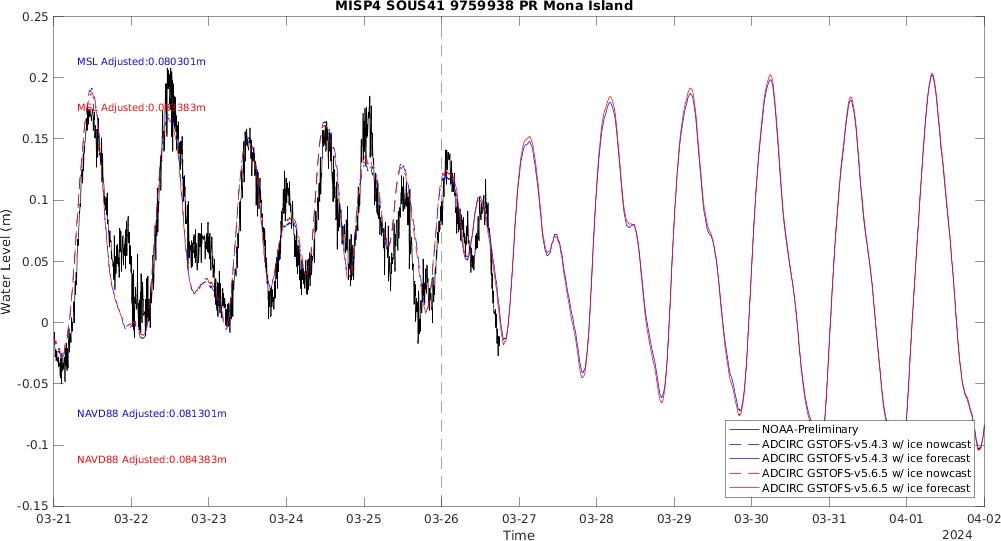 MISP4 SOUS41 9759938 PR Mona Island
Water Level (m)
0.25
0.2
0.15
0.1
0.05
0
-0.05
-0.1
-0.15
MSL Adjusted:0.080301m
MSL
NAVD88 Adjusted:0.081301m
NAVD88 Adjusted:0.084383m
NOAA-Preliminary
ADCIRC GSTOFS-v5.4.3 w/ ice nowcast
ADCIRC GSTOFS-v5.4.3 w/ ice forecast
ADCIRC GSTOFS-v5.6.5 w/ ice nowcast
ADCIRC GSTOFS-v5.6.5 w/ ice forecast
03-21 03-22 03-23 03-24 03-25 03-26 03-27 03-28 03-29 03-30 03-31 04-01 04-02
Time
2024